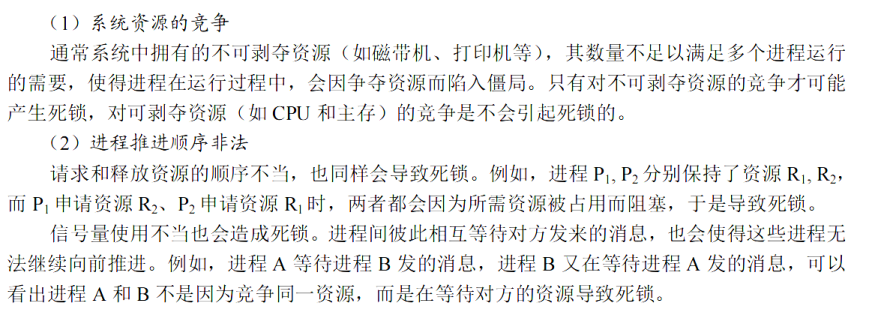 （1）系统资源的竞争
通常系统中拥有的不可剥夺资源（如磁带机、打印机等），其数量不足以满足多个进程运行
的需要，使得进程在运行过程中，会因争夺资源而陷入僵局。只有对不可剥夺资源的竞争才可能
产生死锁，对可剥夺资源（如 CPU 和主存）的竞争是不会引起死锁的。
（2）进程推进顺序非法
请求和释放资源的顺序不当，也同样会导致死锁。例如，进程 P1, P2 分别保持了资源 R1, R2，
而 P1 申请资源 R2、P2 申请资源 R1 时，两者都会因为所需资源被占用而阻塞，于是导致死锁。
信号量使用不当也会造成死锁。进程间彼此相互等待对方发来的消息，也会使得这些进程无
法继续向前推进。例如，进程 A 等待进程 B 发的消息，进程 B 又在等待进程 A 发的消息，可以
看出进程 A 和 B 不是因为竞争同一资源，而是在等待对方的资源导致死锁。